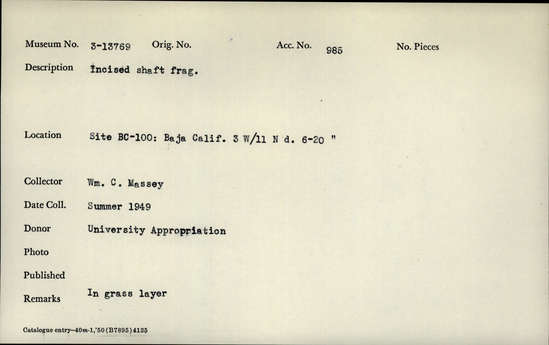 Museum No. 3-13769 Orig. No. Acc. No. 985 No. Pieces
Description Incised shaft frag.
Location Site BC-100: Baja Calif. 3 W/11 N d. 6-20 "
Collector Wm. C. Massey
Date Coll. Summer 1949
Donor University Appropriation
Photo
Published
Remarks In grass layer
Catalogue entry—40m-1,'50 (B7895) 4135